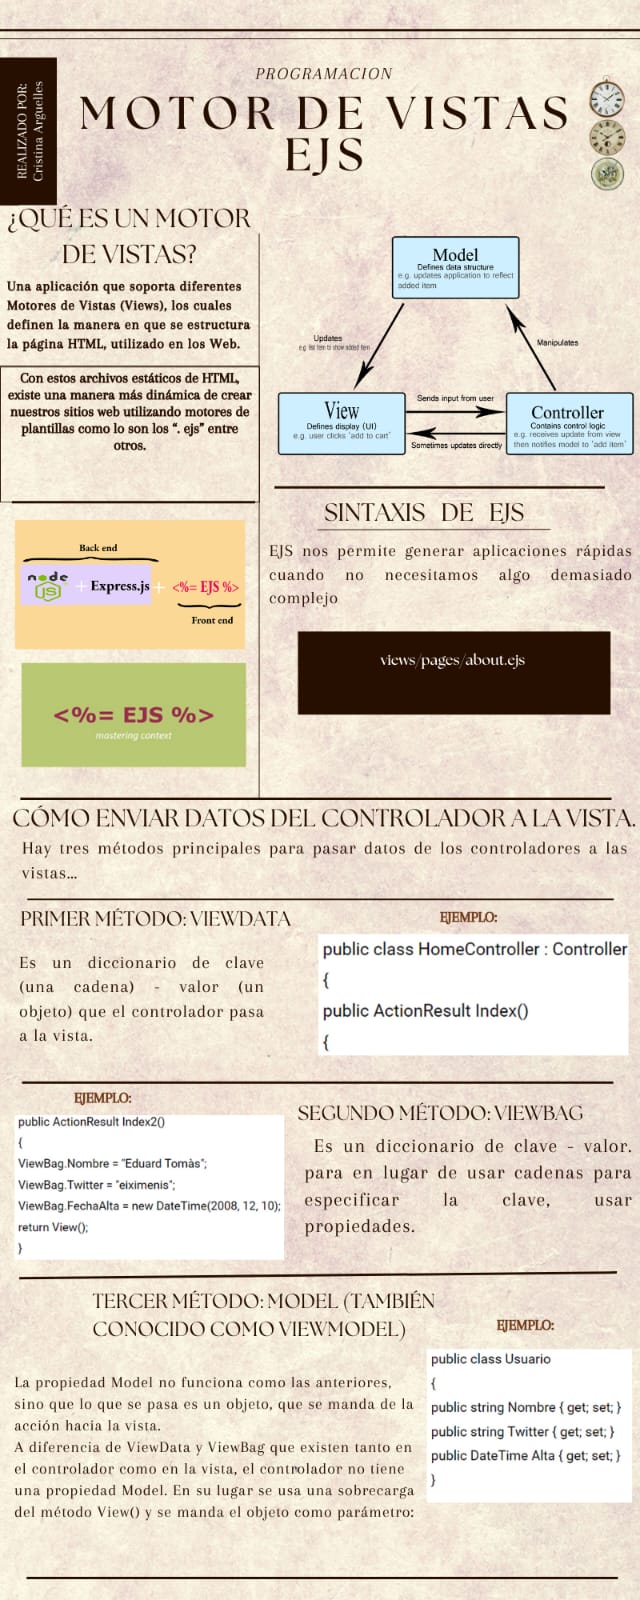 REALIZADO POR:
Cristina Arguelles
PROGRAMACION
MOTOR DE VISTAS
EJS
¿QUÉ ES UN MOTOR
DE VISTAS?
Una aplicación que soporta diferentes
Motores de Vistas (Views), los cuales
definen la manera en que se estructura
la página HTML, utilizado en los Web.
Con estos archivos estáticos de HTML,
existe una manera más dinámica de crear
nuestros sitios web utilizando motores de
plantillas como lo son los “. ejs” entre
otros.
Model
Defines data structure
e.g. updates application to reflect
added item
Updates
e.g. list item to show added item
Manipulates
View
Defines display (UI)
e.g. user clicks 'add to cart'
Sends input from user
Sometimes updates directly
Controller
Contains control logic
e.g. receives update from view
then notifies model to 'add item'
Back end
node
JS
+ Express.js + <%= EJS %>
Front end
<%= EJS %>
mastering context
SINTAXIS DE EJS
EJS nos permite generar aplicaciones rápidas
cuando no necesitamos algo demasiado
complejo
views/pages/about.ejs
CÓMO ENVIAR DATOS DEL CONTROLADOR A LA VISTA.
Hay tres métodos principales para pasar datos de los controladores a las
vistas...
PRIMER MÉTODO: VIEWDATA
Es un diccionario de clave
(una cadena) - valor (un
objeto) que el controlador pasa
a la vista.
EJEMPLO:
public class HomeController : Controller
{
public ActionResult Index()
{
EJEMPLO:
public ActionResult Index2()
{
ViewBag.Nombre = "Eduard Tomàs";
ViewBag.Twitter = "eiximenis";
ViewBag.FechaAlta = new DateTime(2008, 12, 10);
return View();
}
SEGUNDO MÉTODO: VIEWBAG
Es un diccionario de clave - valor.
para en lugar de usar cadenas para
especificar la clave, usar
propiedades.
TERCER MÉTODO: MODEL (TAMBIÉN
CONOCIDO COMO VIEWMODEL)
La propiedad Model no funciona como las anteriores,
sino que lo que se pasa es un objeto, que se manda de la
acción hacia la vista.
A diferencia de ViewData y ViewBag que existen tanto en
el controlador como en la vista, el controlador no tiene
una propiedad Model. En su lugar se usa una sobrecarga
del método View() y se manda el objeto como parámetro:
EJEMPLO:
public class Usuario
{
public string Nombre { get; set; }
public string Twitter { get; set; }
public DateTime Alta { get; set; }
}